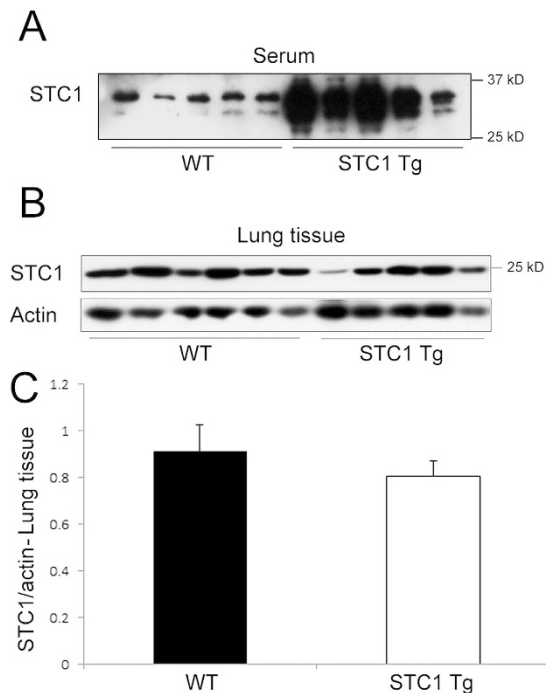 A
Serum
STC1
37 kD
25 kD
WT
STC1 Tg
B
Lung tissue
STC1
25 kD
Actin
WT
STC1 Tg
C
STC1/actin - Lung tissue
1.2
1
0.8
0.6
0.4
0.2
0
WT
STC1 Tg